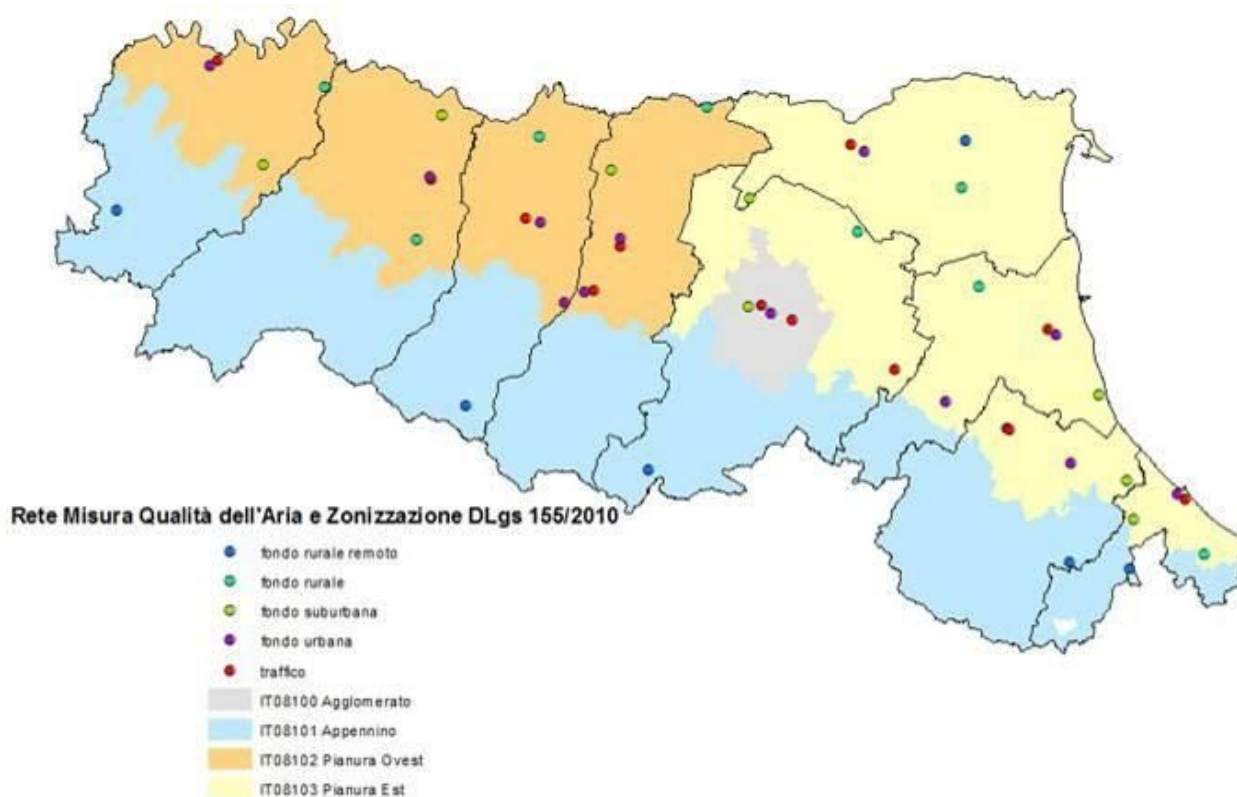 Rete Misura Qualità dell'Aria e Zonizzazione DLgs 155/2010
fondo rurale remoto
fondo rurale
fondo suburbana
fondo urbana
traffico
IT08100 Agglomerato
IT08101 Appennino
IT08102 Pianura Ovest
IT08103 Pianura Est